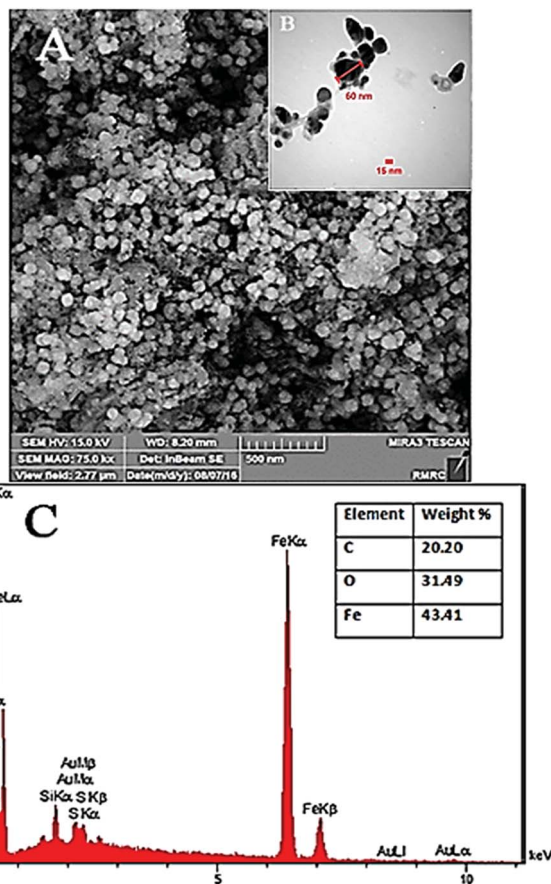 A
B
60 nm
15 nm
SEM HV: 15.0 kV WD: 8.20 mm MIRA3 TESCAN
SEM MAG: 75.0 kx Det: InBeam SE 500 nm
View field: 2.77 µm Date(m/d/y): 08/07/16 RMRC
C
Kα
eLα
α
FeKα
Element Weight %
C 20.20
O 31.49
Fe 43.41
AuMβ
AuMα
SiKα SKβ
SKα
FeKβ
AuLl AuLα
keV
5 10